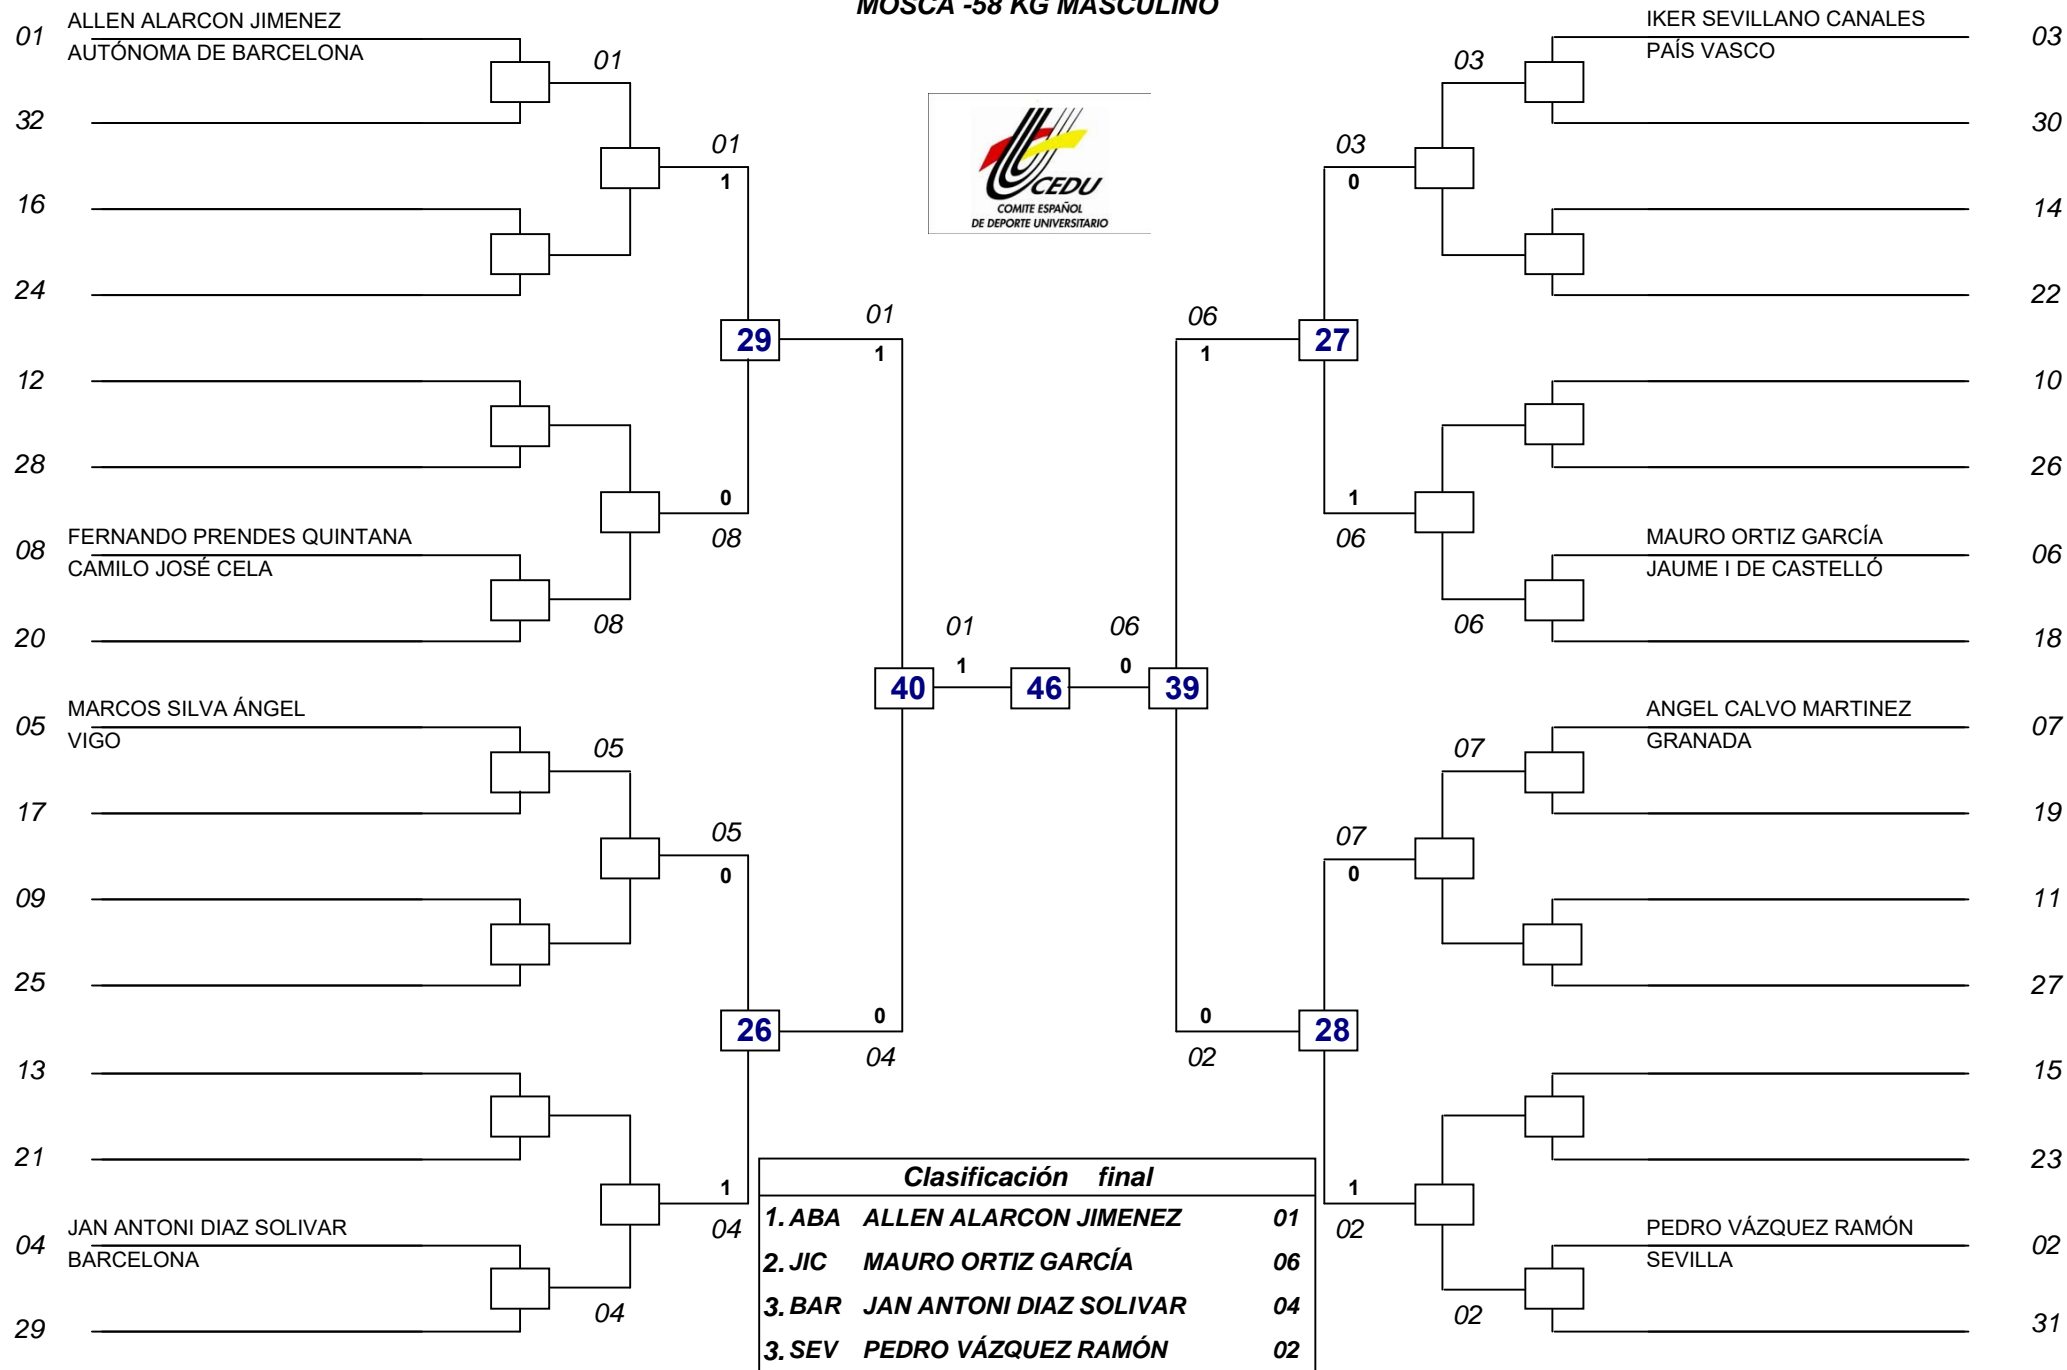 MOSCA -58 KG MASCULINO
01 ALLEN ALARCON JIMENEZ
AUTÓNOMA DE BARCELONA
32
16
24
12
28
08 FERNANDO PRENDES QUINTANA
CAMILO JOSÉ CELA
20
05 MARCOS SILVA ÁNGEL
VIGO
17
09
25
13
21
04 JAN ANTONI DIAZ SOLIVAR
BARCELONA
29
01
08
05
04
01
1
0
08
05
0
1
04
29
26
01
1
0
04
40
01
1
46
06
0
39
CEDU
COMITE ESPAÑOL
DE DEPORTE UNIVERSITARIO
06
1
0
02
27
28
03
0
1
06
07
0
1
02
03
06
07
02
IKER SEVILLANO CANALES 03
PAÍS VASCO
30
14
22
10
26
MAURO ORTIZ GARCÍA 06
JAUME I DE CASTELLÓ
18
ANGEL CALVO MARTINEZ 07
GRANADA
19
11
27
15
23
PEDRO VÁZQUEZ RAMÓN 02
SEVILLA
31
Clasificación final
1. ABA ALLEN ALARCON JIMENEZ 01
2. JIC MAURO ORTIZ GARCÍA 06
3. BAR JAN ANTONI DIAZ SOLIVAR 04
3. SEV PEDRO VÁZQUEZ RAMÓN 02